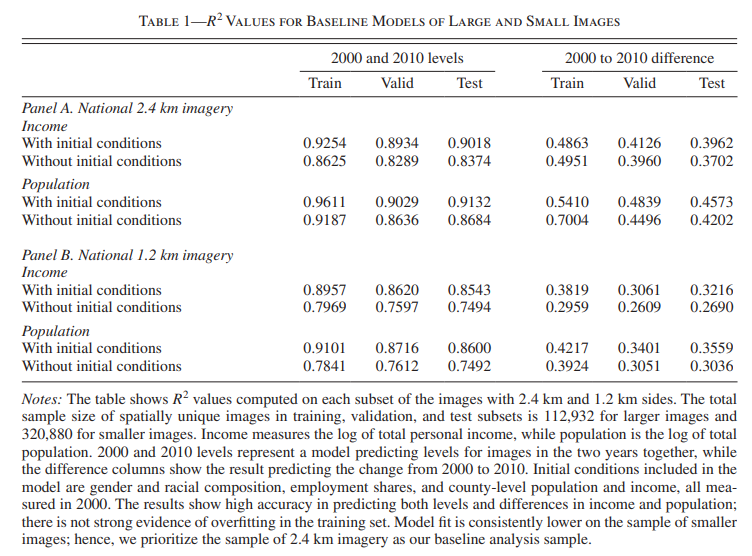 TABLE 1—R² VALUES FOR BASELINE MODELS OF LARGE AND SMALL IMAGES
2000 and 2010 levels 2000 to 2010 difference
Train Valid Test Train Valid Test
Panel A. National 2.4 km imagery
Income
With initial conditions 0.9254 0.8934 0.9018 0.4863 0.4126 0.3962
Without initial conditions 0.8625 0.8289 0.8374 0.4951 0.3960 0.3702
Population
With initial conditions 0.9611 0.9029 0.9132 0.5410 0.4839 0.4573
Without initial conditions 0.9187 0.8636 0.8684 0.7004 0.4496 0.4202
Panel B. National 1.2 km imagery
Income
With initial conditions 0.8957 0.8620 0.8543 0.3819 0.3061 0.3216
Without initial conditions 0.7969 0.7597 0.7494 0.2959 0.2609 0.2690
Population
With initial conditions 0.9101 0.8716 0.8600 0.4217 0.3401 0.3559
Without initial conditions 0.7841 0.7612 0.7492 0.3924 0.3051 0.3036
Notes: The table shows R² values computed on each subset of the images with 2.4 km and 1.2 km sides. The total
sample size of spatially unique images in training, validation, and test subsets is 112,932 for larger images and
320,880 for smaller images. Income measures the log of total personal income, while population is the log of total
population. 2000 and 2010 levels represent a model predicting levels for images in the two years together, while
the difference columns show the result predicting the change from 2000 to 2010. Initial conditions included in the
model are gender and racial composition, employment shares, and county-level population and income, all mea-
sured in 2000. The results show high accuracy in predicting both levels and differences in income and population;
there is not strong evidence of overfitting in the training set. Model fit is consistently lower on the sample of smaller
images; hence, we prioritize the sample of 2.4 km imagery as our baseline analysis sample.